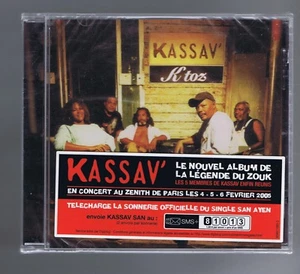 KASSAV'
K'toz
KASSAV'
LE NOUVEL ALBUM DE
LA LÉGENDE DU ZOUK
LES 5 MEMBRES DE KASSAV ENFIN REUNIS
EN CONCERT AU ZENITH DE PARIS LES 4 - 5 - 6 FEVRIER 2005
TELECHARGE LA SONNERIE OFFICIELLE DU SINGLE SAN AYEN
envoie KASSAV SAN au :
SMS+
81013